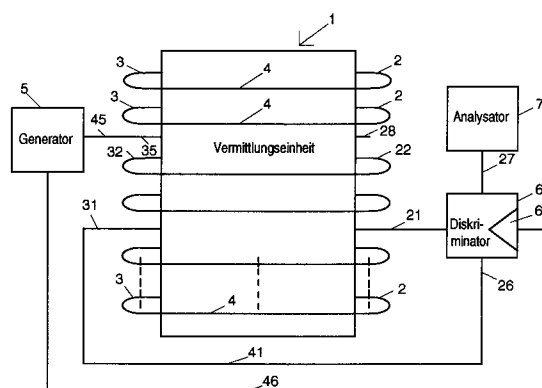 1
3 4 2
5 3 4 2 7
Generator 45 35 Vermittlungseinheit 28 Analysator
32 22 27
31 21 6
Diskri-
minator 6
26
3 4 2
41
46